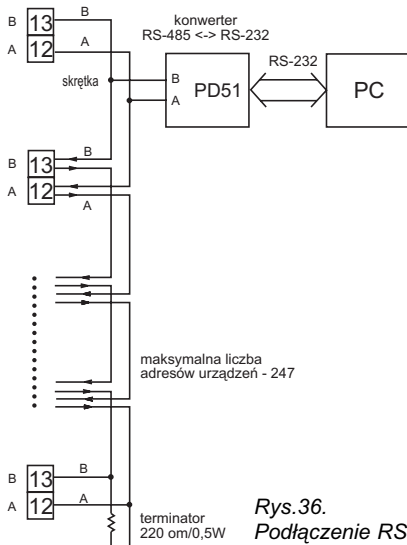 B 13 B
A 12 A
skrętka
konwerter
RS-485 <-> RS-232
B
A
PD51
RS-232
PC
B 13 B
A 12 A
maksymalna liczba
adresów urządzeń - 247
B 13 B
A 12 A
terminator
220 om/0,5W
Rys.36.
Podłączenie RS